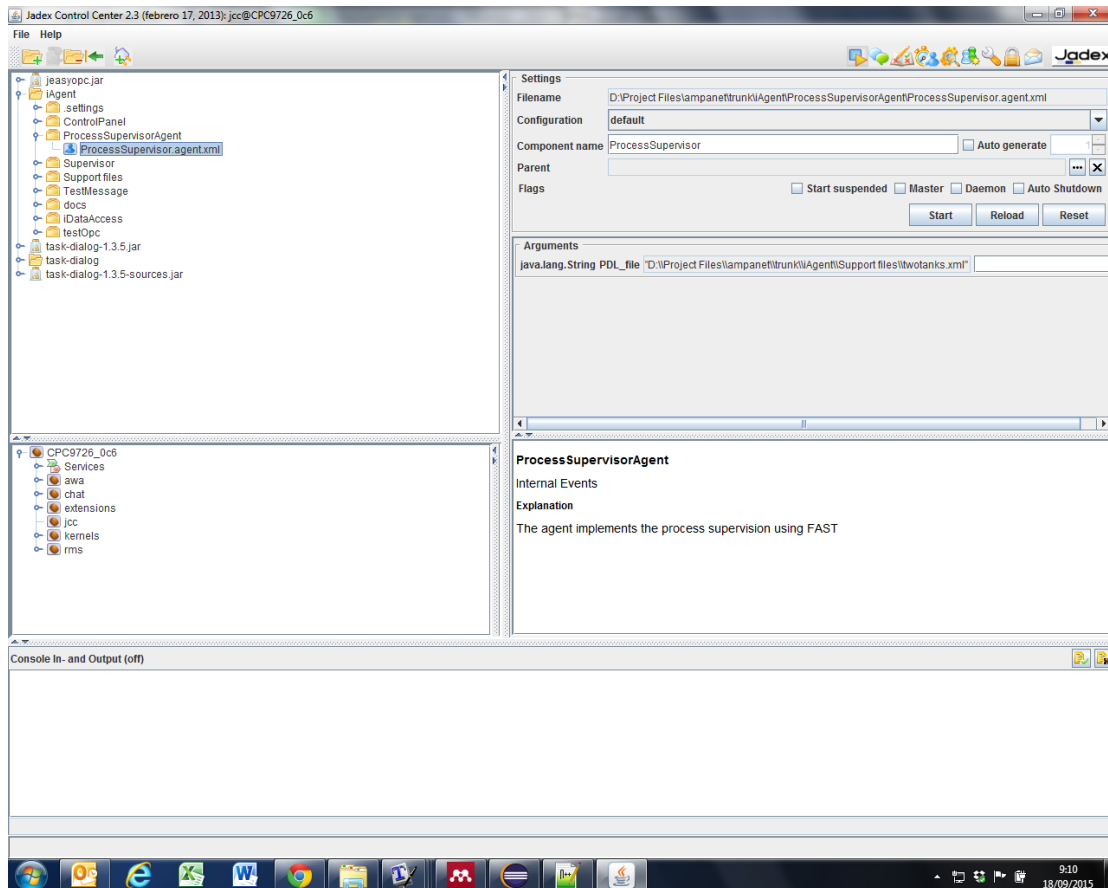 Jadex Control Center 2.3 (febrero 17, 2013): jcc@CPC9726_0c6
File Help
Jadex
jeasyopc.jar
iAgent
.settings
ControlPanel
ProcessSupervisorAgent
ProcessSupervisor.agent.xml
Supervisor
Support files
TestMessage
docs
iDataAccess
testOpc
task-dialog-1.3.5.jar
task-dialog
task-dialog-1.3.5-sources.jar
Settings
Filename D:\Project Files\ampanet\trunk\iAgent\ProcessSupervisorAgent\ProcessSupervisor.agent.xml
Configuration default
Component name ProcessSupervisor Auto generate 1
Parent ...
Flags Start suspended Master Daemon Auto Shutdown
Start Reload Reset
Arguments
java.lang.String PDL_file "D:\\Project Files\\ampanet\\trunk\\iAgent\\Support files\\twotanks.xml"
CPC9726_0c6
Services
awa
chat
extensions
jcc
kernels
rms
ProcessSupervisorAgent
Internal Events
Explanation
The agent implements the process supervision using FAST
Console In- and Output (off)
9:10
18/09/2015